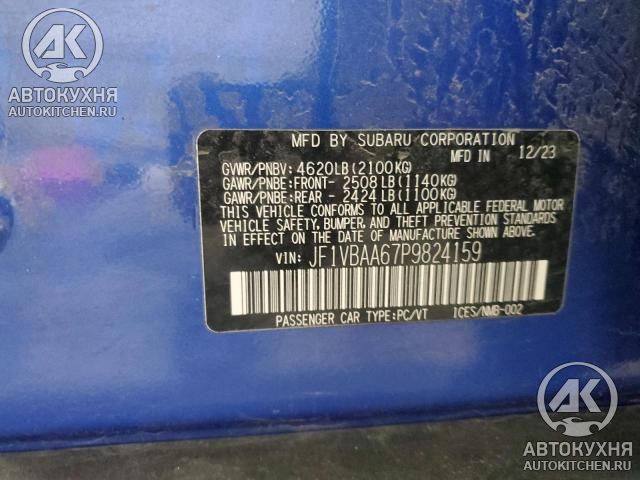 AK
АВТОКУХНЯ
AUTOKITCHEN.RU
MFD BY SUBARU CORPORATION
MFD IN 12/23
GVWR/PNBV: 4620LB(2100KG)
GAWR/PNBE:FRONT- 2508LB(1140KG)
GAWR/PNBE:REAR - 2424LB(1100KG)
THIS VEHICLE CONFORMS TO ALL APPLICABLE FEDERAL MOTOR
VEHICLE SAFETY, BUMPER, AND THEFT PREVENTION STANDARDS
IN EFFECT ON THE DATE OF MANUFACTURE SHOWN ABOVE.
VIN: JF1VBAA67P9824159
PASSENGER CAR TYPE:PC/VT ICES/NMB-002
AK
АВТОКУХНЯ
AUTOKITCHEN.RU